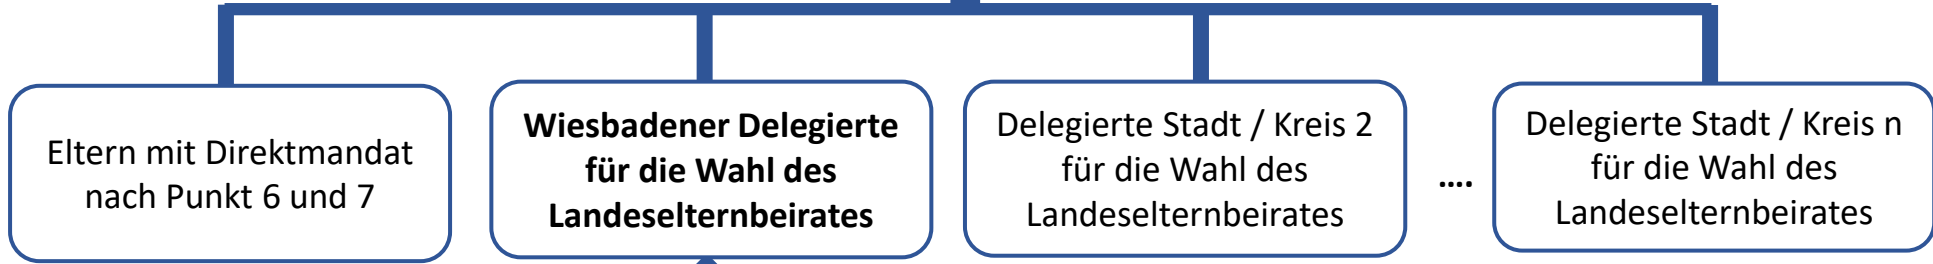 Eltern mit Direktmandat
nach Punkt 6 und 7
Wiesbadener Delegierte
für die Wahl des
Landeselternbeirates
Delegierte Stadt / Kreis 2
für die Wahl des
Landeselternbeirates
....
Delegierte Stadt / Kreis n
für die Wahl des
Landeselternbeirates